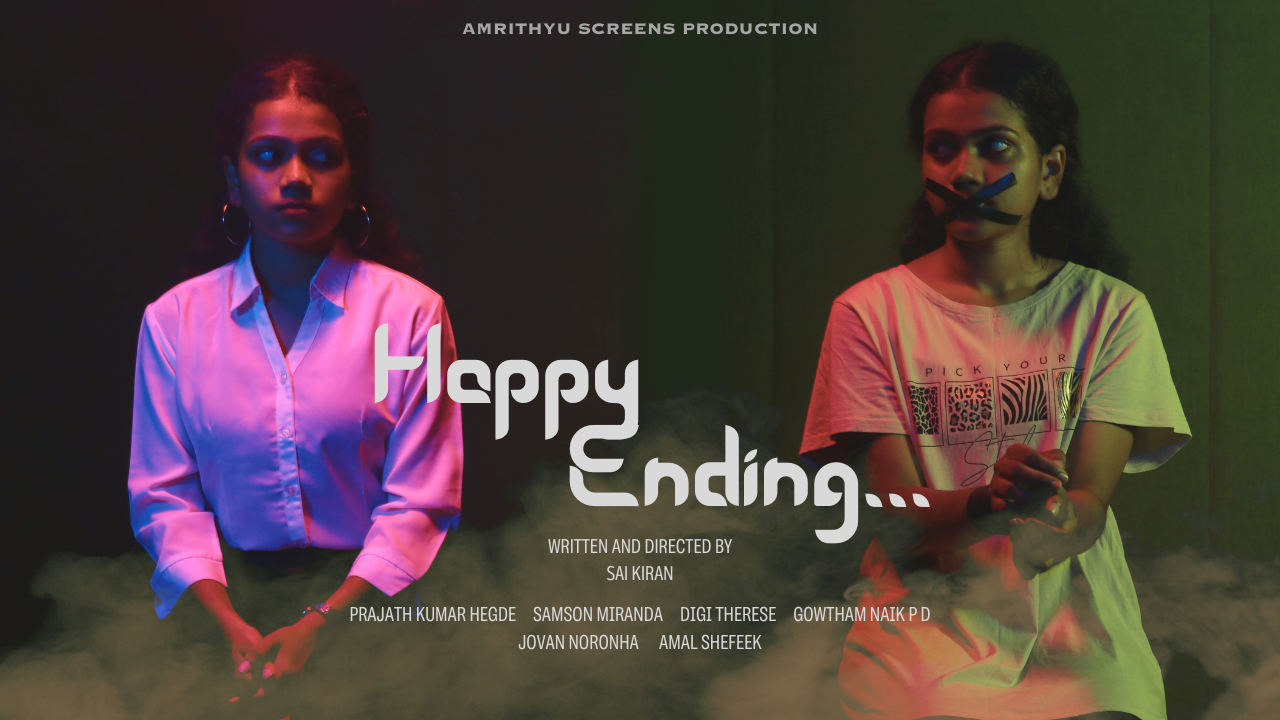 AMRITHYU SCREENS PRODUCTION
PICK YOUR
Happy
Ending...
WRITTEN AND DIRECTED BY
SAI KIRAN
PRAJATH KUMAR HEGDE SAMSON MIRANDA DIGI THERESE GOWTHAM NAIK P D
JOVAN NORONHA AMAL SHEFEEK